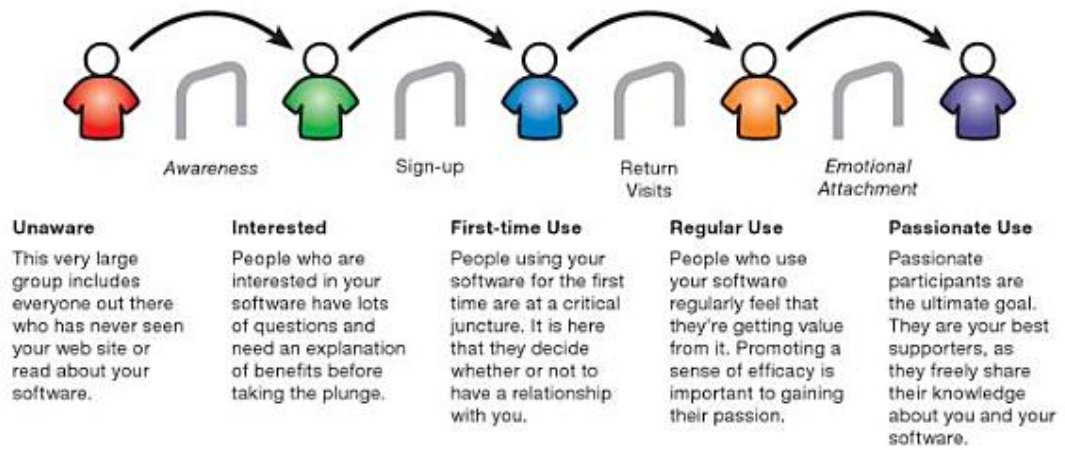 Awareness
Sign-up
Return
Visits
Emotional
Attachment
Unaware
This very large
group includes
everyone out there
who has never seen
your web site or
read about your
software.
Interested
People who are
interested in your
software have lots
of questions and
need an explanation
of benefits before
taking the plunge.
First-time Use
People using your
software for the first
time are at a critical
juncture. It is here
that they decide
whether or not to
have a relationship
with you.
Regular Use
People who use
your software
regularly feel that
they're getting value
from it. Promoting a
sense of efficacy is
important to gaining
their passion.
Passionate Use
Passionate
participants are
the ultimate goal.
They are your best
supporters, as
they freely share
their knowledge
about you and your
software.